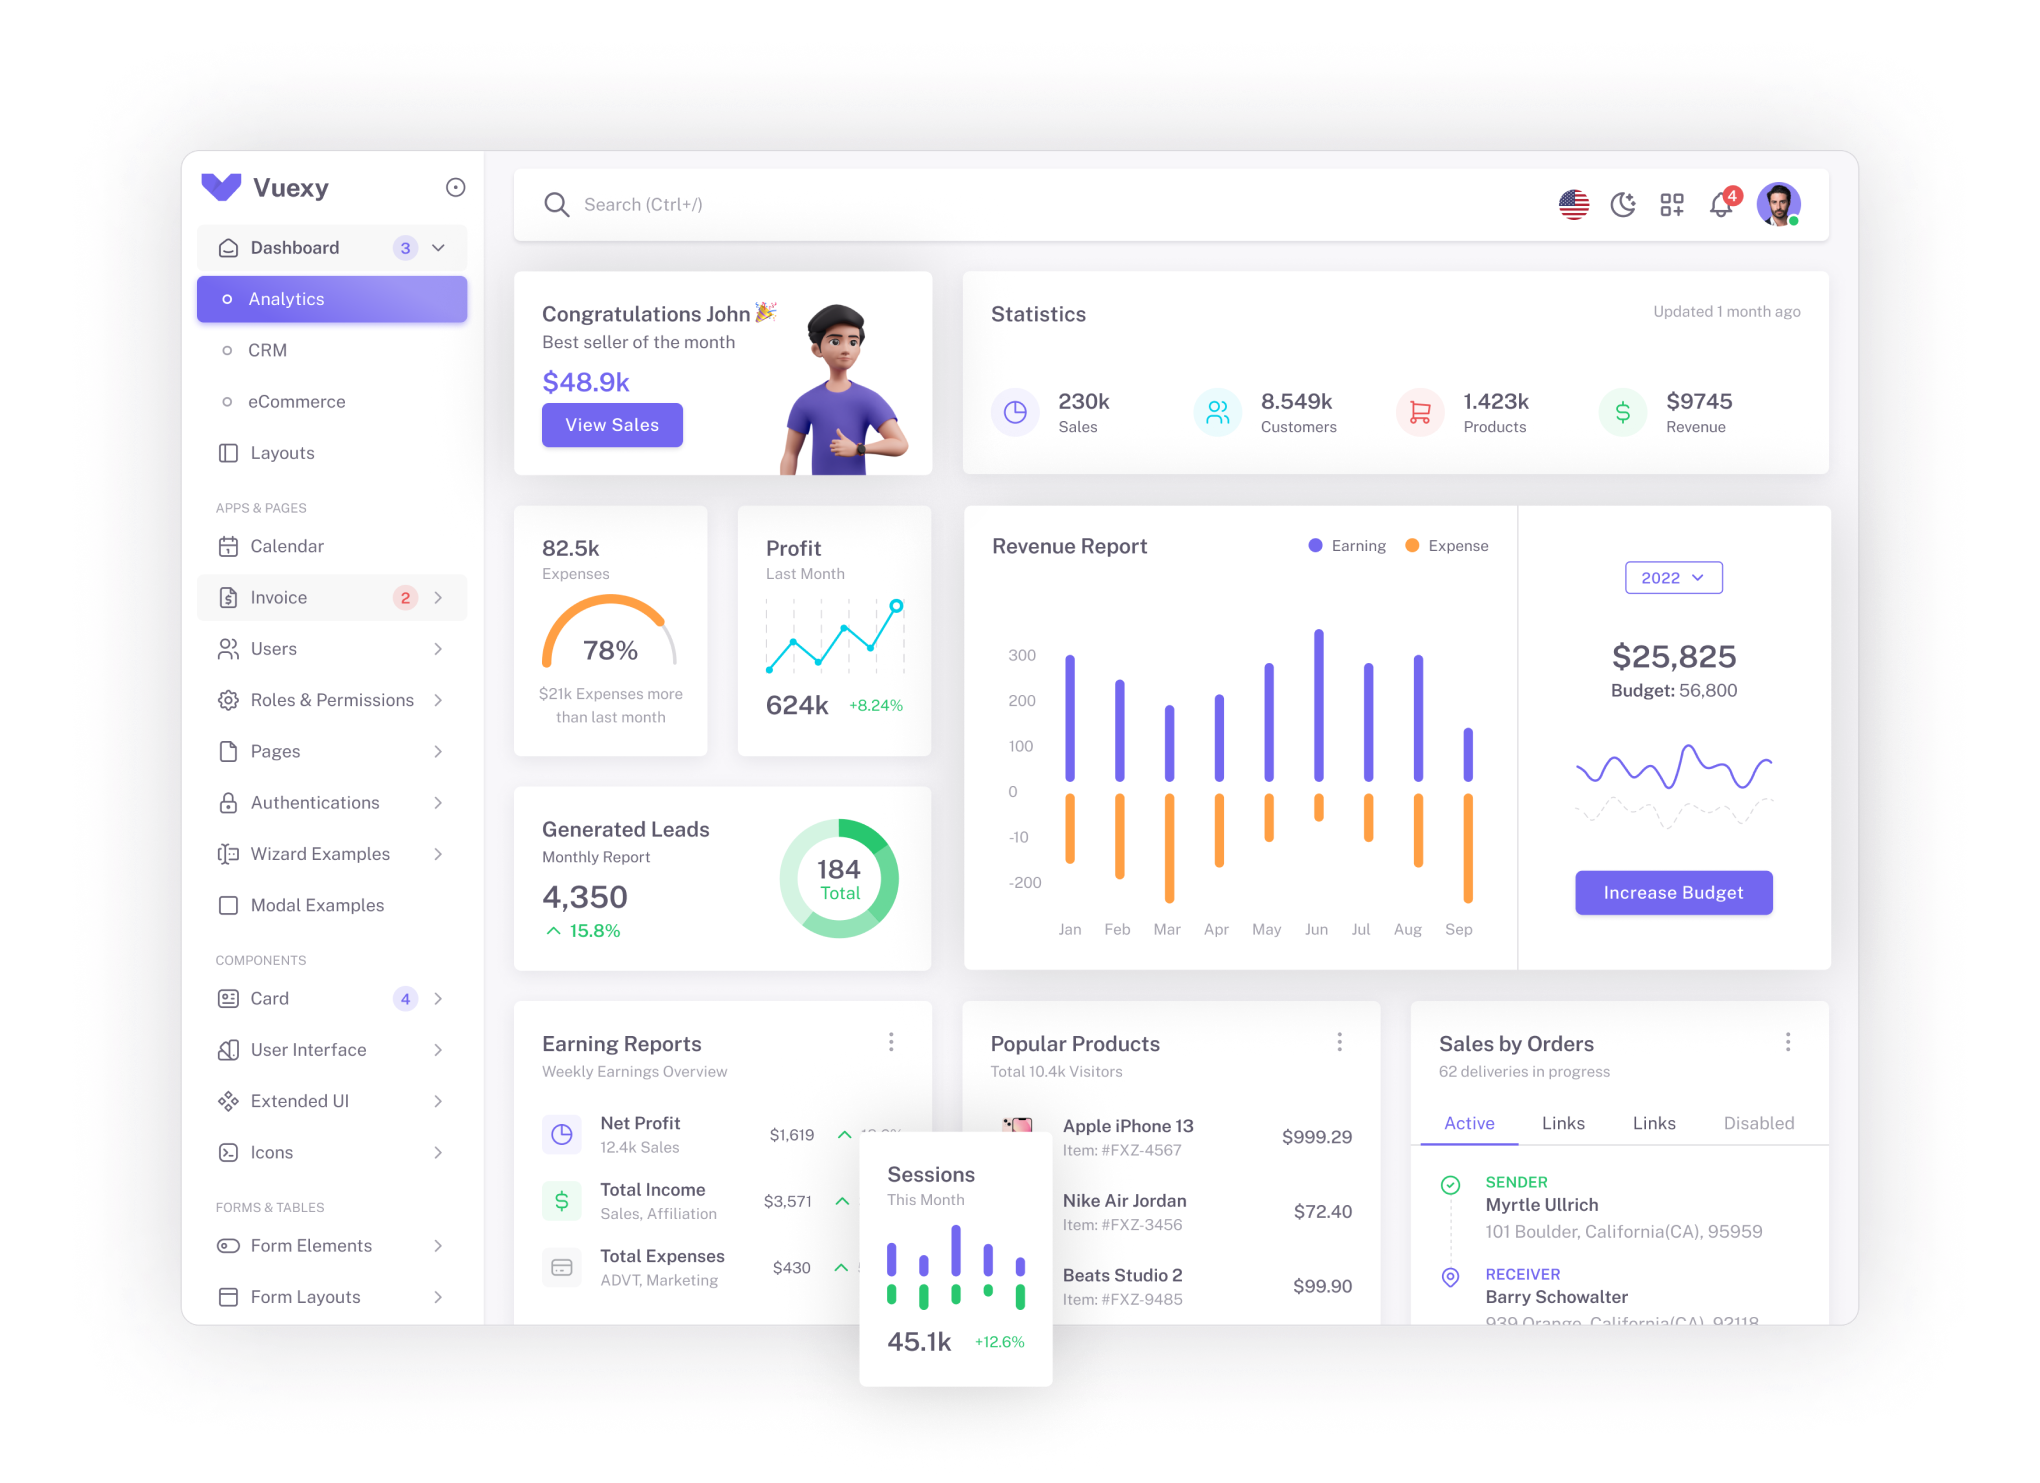 Vuexy
Dashboard 3
Analytics
CRM
eCommerce
Layouts
APPS & PAGES
Calendar
Invoice 2
Users
Roles & Permissions
Pages
Authentications
Wizard Examples
Modal Examples
COMPONENTS
Card 4
User Interface
Extended UI
Icons
FORMS & TABLES
Form Elements
Form Layouts
Search (Ctrl+/)
4
Congratulations John
Best seller of the month
$48.9k
View Sales
Statistics
Updated 1 month ago
230k
Sales
8.549k
Customers
1.423k
Products
$9745
Revenue
82.5k
Expenses
78%
$21k Expenses more
than last month
Profit
Last Month
624k +8.24%
Generated Leads
Monthly Report
4,350
15.8%
184
Total
Revenue Report
Earning Expense
300
200
100
0
-10
-200
Jan Feb Mar Apr May Jun Jul Aug Sep
2022
$25,825
Budget: 56,800
Increase Budget
Earning Reports
Weekly Earnings Overview
Net Profit
12.4k Sales
$1,619
Total Income
Sales, Affiliation
$3,571
Total Expenses
ADVT, Marketing
$430
Sessions
This Month
45.1k +12.6%
Popular Products
Total 10.4k Visitors
Apple iPhone 13
Item: #FXZ-4567
$999.29
Nike Air Jordan
Item: #FXZ-3456
$72.40
Beats Studio 2
Item: #FXZ-9485
$99.90
Sales by Orders
62 deliveries in progress
Active Links Links Disabled
SENDER
Myrtle Ullrich
101 Boulder, California(CA), 95959
RECEIVER
Barry Schowalter
939 Orange, California(CA), 92118